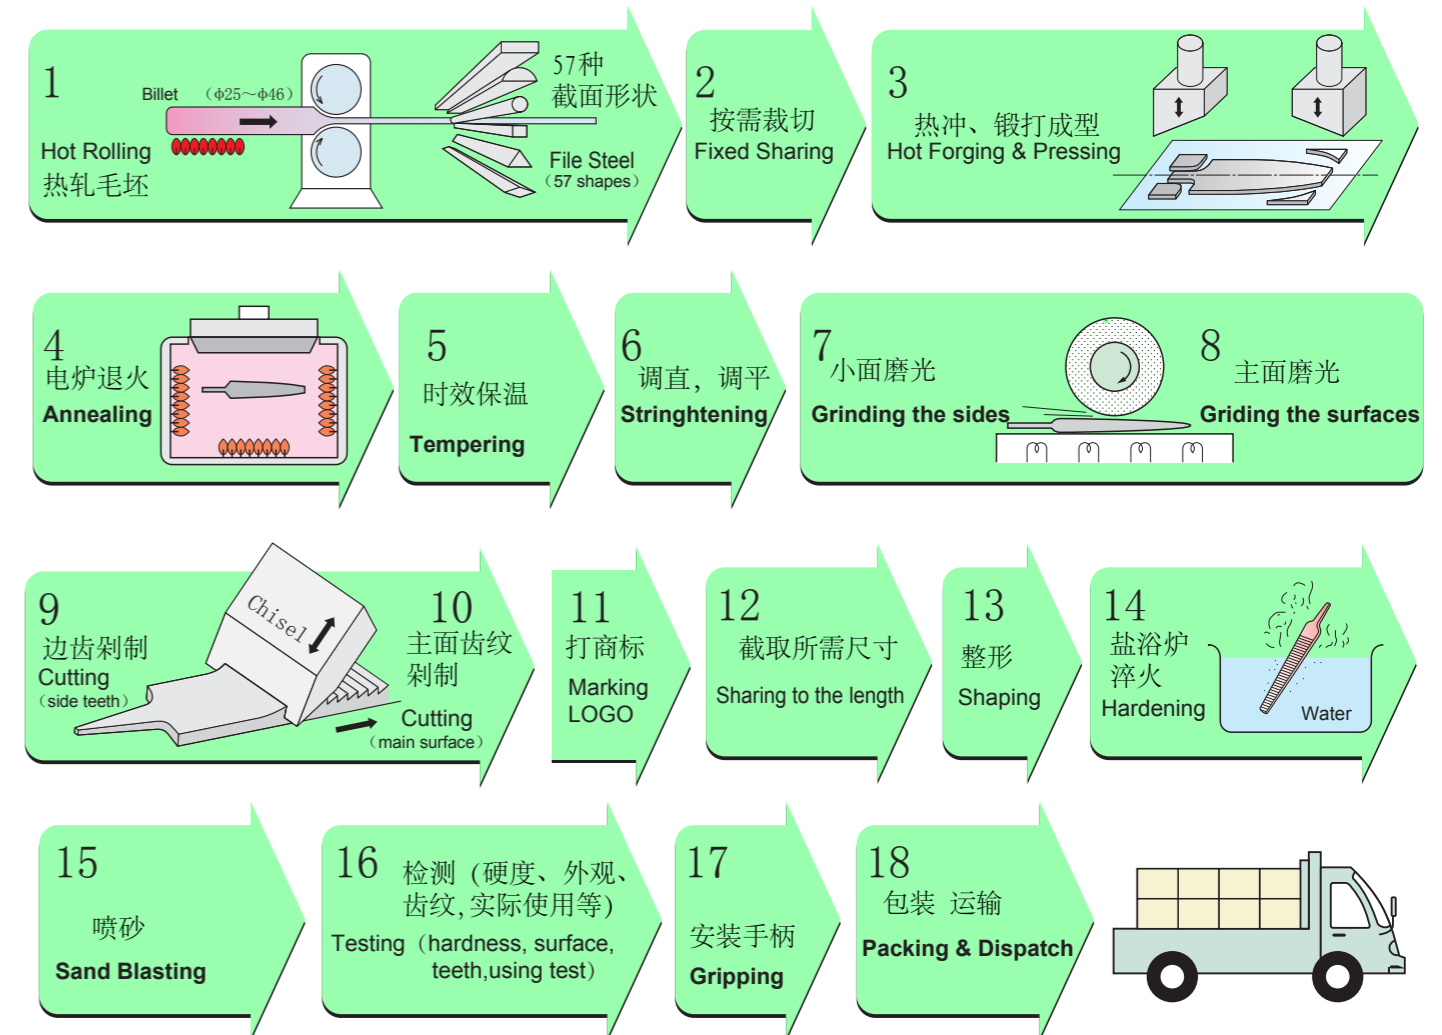 1
Billet （Φ25～Φ46）
Hot Rolling
热轧毛坯
57种
截面形状
File Steel
（57 shapes）
2
按需裁切
Fixed Sharing
3
热冲、锻打成型
Hot Forging & Pressing
4
电炉退火
Annealing
5
时效保温
Tempering
6
调直，调平
Stringhtening
7
小面磨光
Grinding the sides
8
主面磨光
Griding the surfaces
9
边齿剁制
Cutting
（side teeth）
Chisel
10
主面齿纹
剁制
Cutting
（main surface）
11
打商标
Marking
LOGO
12
截取所需尺寸
Sharing to the length
13
整形
Shaping
14
盐浴炉
淬火
Hardening
Water
15
喷砂
Sand Blasting
16
检测（硬度、外观、
齿纹,实际使用等）
Testing（hardness, surface,
teeth,using test）
17
安装手柄
Gripping
18
包装 运输
Packing & Dispatch